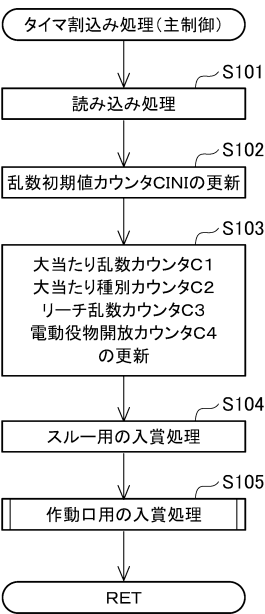 タイマ割込み処理(主制御)
S101
読み込み処理
S102
乱数初期値カウンタCINIの更新
S103
大当たり乱数カウンタC1
大当たり種別カウンタC2
リーチ乱数カウンタC3
電動役物開放カウンタC4
の更新
S104
スルー用の入賞処理
S105
作動口用の入賞処理
RET